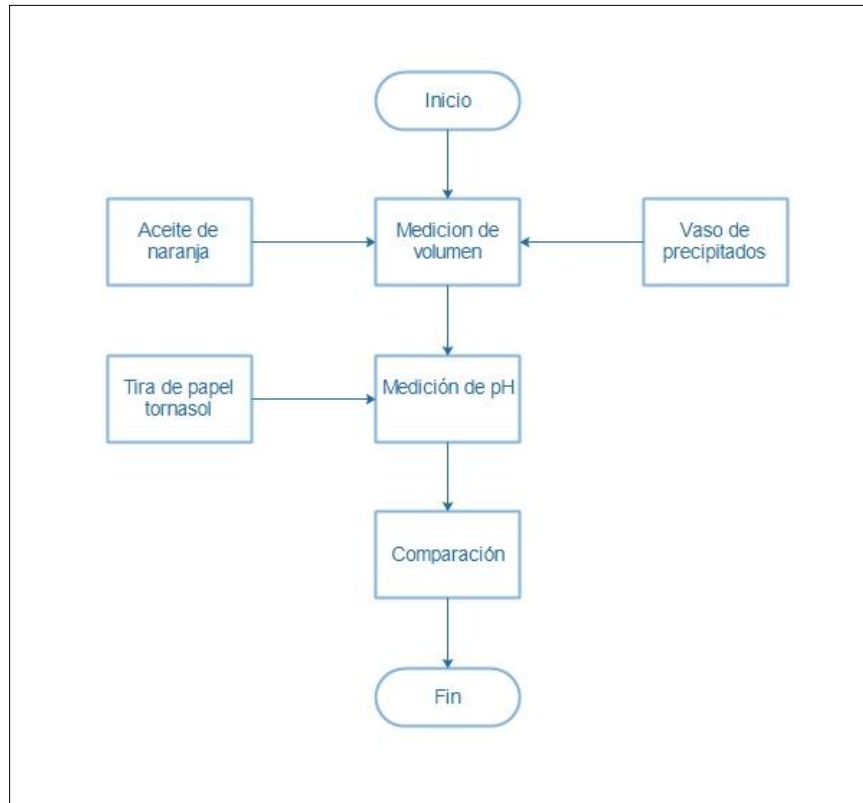 Inicio
Aceite de
naranja
Medicion de
volumen
Vaso de
precipitados
Tira de papel
tornasol
Medición de pH
Comparación
Fin